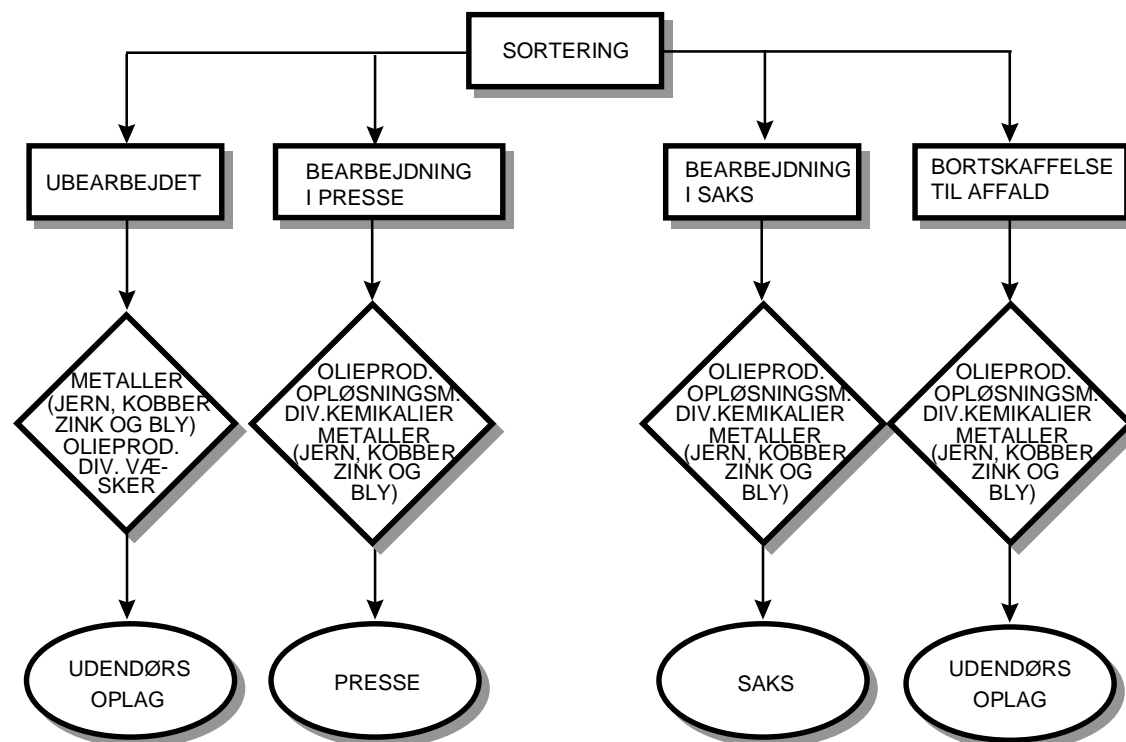 SORTERING
UBEARBEJDET
BEARBEJDNING
I PRESSE
BEARBEJDNING
I SAKS
BORTSKAFFELSE
TIL AFFALD
METALLER
(JERN, KOBBER
ZINK OG BLY)
OLIEPROD.
DIV. VÆ-
SKER
OLIEPROD.
OPLØSNINGSM.
DIV.KEMIKALIER
METALLER
(JERN, KOBBER
ZINK OG
BLY)
OLIEPROD.
OPLØSNINGSM.
DIV.KEMIKALIER
METALLER
(JERN, KOBBER
ZINK OG
BLY)
OLIEPROD.
OPLØSNINGSM.
DIV.KEMIKALIER
METALLER
(JERN, KOBBER
ZINK OG
BLY)
UDENDØRS
OPLAG
PRESSE
SAKS
UDENDØRS
OPLAG